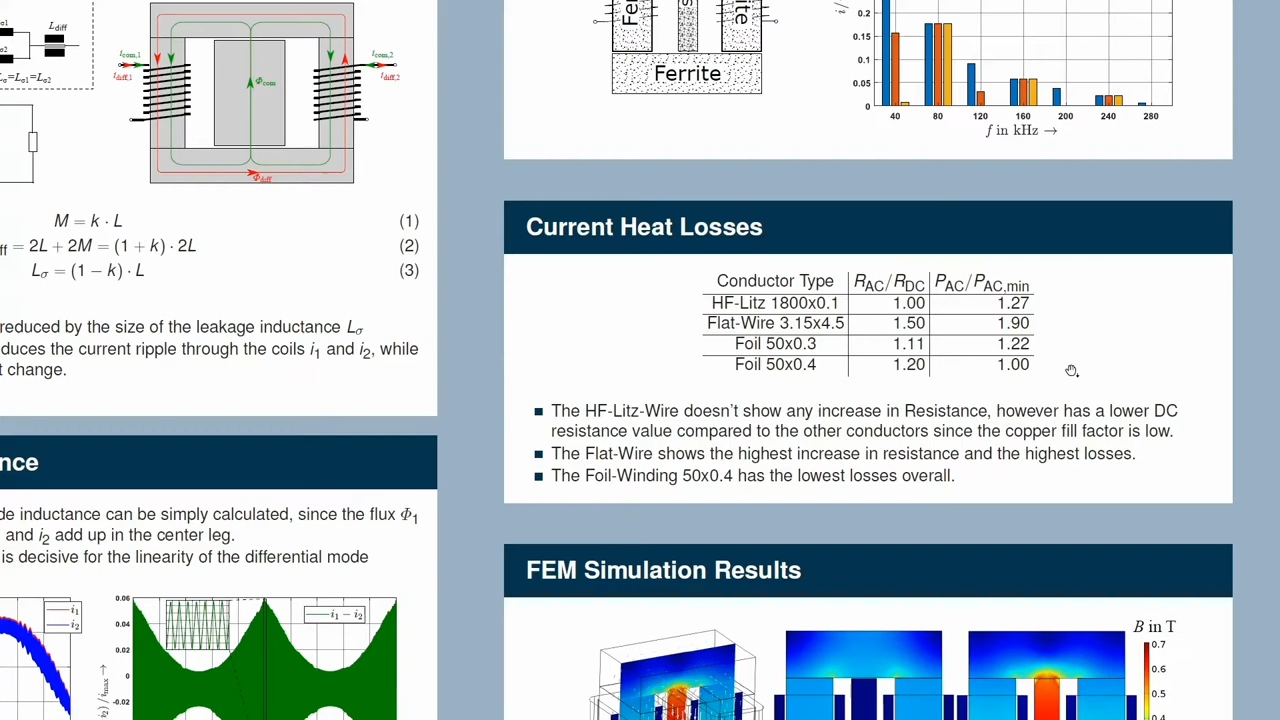 L_diff
L_σ=L_σ1=L_σ2
i_com,1
i_diff,1
Φ_com
i_com,2
i_diff,2
Φ_diff
M = k · L (1)
= 2L + 2M = (1 + k) · 2L (2)
L_σ = (1 − k) · L (3)
reduced by the size of the leakage inductance L_σ
duces the current ripple through the coils i_1 and i_2, while
t change.
nce
de inductance can be simply calculated, since the flux Φ_1
and i_2 add up in the center leg.
is decisive for the linearity of the differential mode
i_1
i_2
0.06
0.04
0.02
0
-0.02
i_1 − i_2
Ferrite
0.2
0.15
0.1
0.05
0
40 80 120 160 200 240 280
f in kHz →
Current Heat Losses
Conductor Type R_AC/R_DC P_AC/P_AC,min
HF-Litz 1800x0.1 1.00 1.27
Flat-Wire 3.15x4.5 1.50 1.90
Foil 50x0.3 1.11 1.22
Foil 50x0.4 1.20 1.00
■ The HF-Litz-Wire doesn't show any increase in Resistance, however has a lower DC
resistance value compared to the other conductors since the copper fill factor is low.
■ The Flat-Wire shows the highest increase in resistance and the highest losses.
■ The Foil-Winding 50x0.4 has the lowest losses overall.
FEM Simulation Results
B in T
0.7
0.6
0.5
0.4